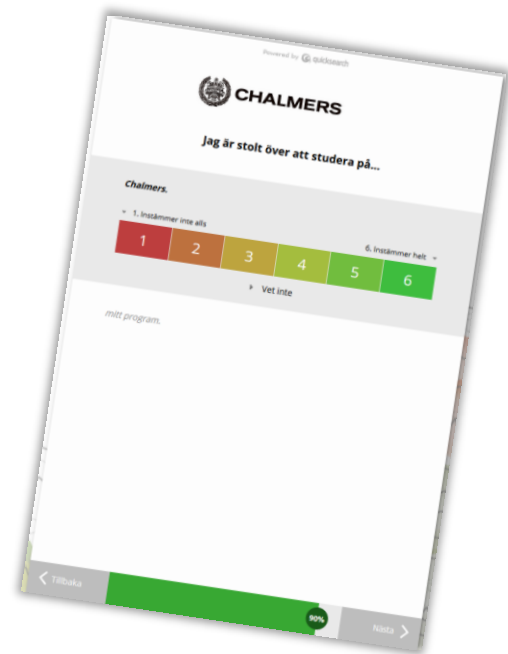 Powered by quicksearch
CHALMERS
Jag är stolt över att studera på...
Chalmers.
1. Instämmer inte alls
6. Instämmer helt
1 2 3 4 5 6
Vet inte
mitt program.
Tillbaka
90%
Nästa